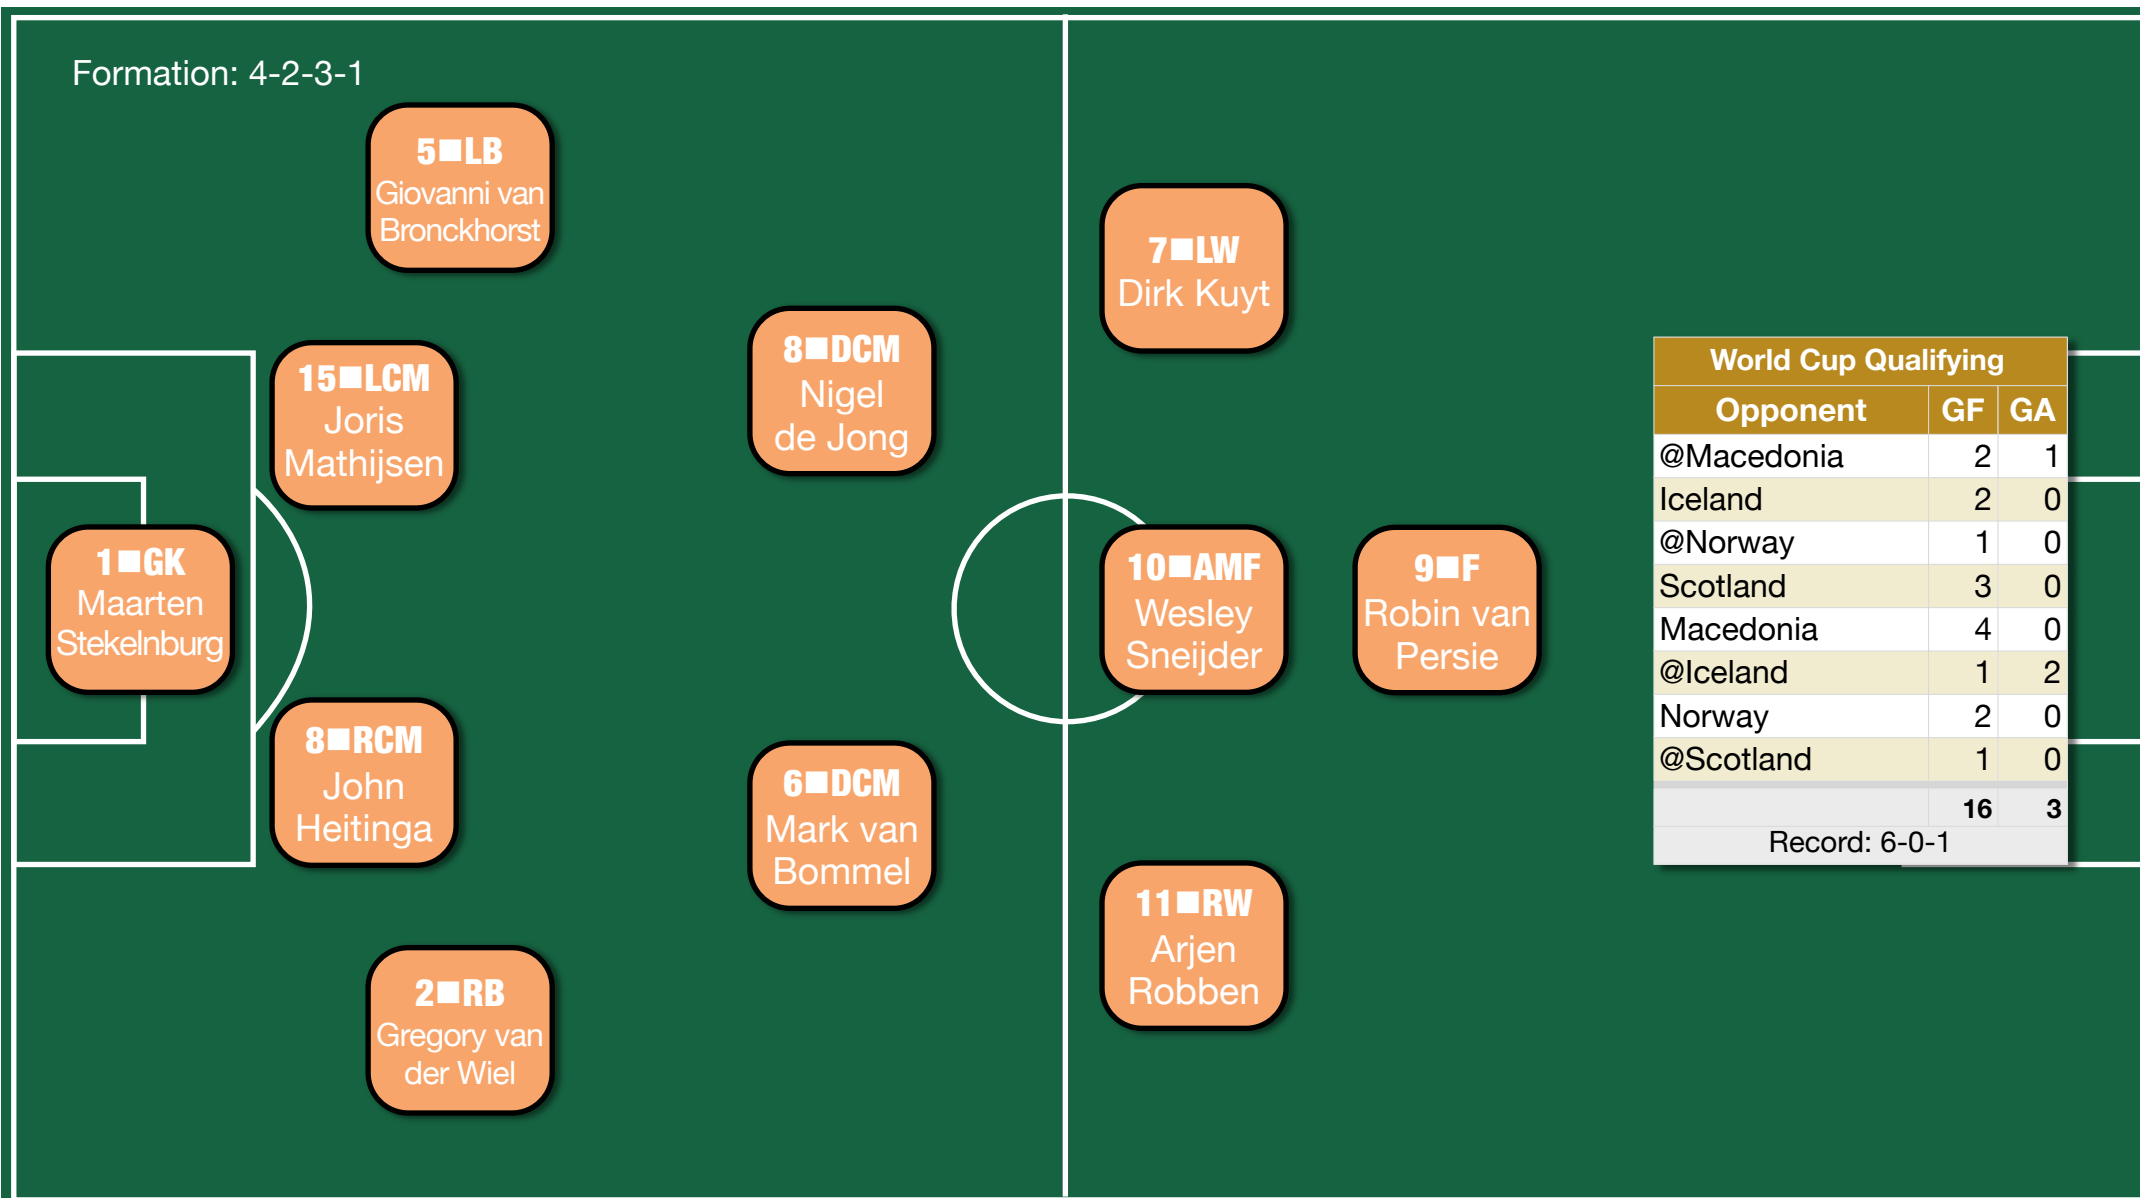 Formation: 4-2-3-1
5■LB
Giovanni van
Bronckhorst
15■LCM
Joris
Mathijsen
1■GK
Maarten
Stekelnburg
8■RCM
John
Heitinga
2■RB
Gregory van
der Wiel
8■DCM
Nigel
de Jong
6■DCM
Mark van
Bommel
7■LW
Dirk Kuyt
10■AMF
Wesley
Sneijder
11■RW
Arjen
Robben
9■F
Robin van
Persie
World Cup Qualifying
Opponent GF GA
@Macedonia 2 1
Iceland 2 0
@Norway 1 0
Scotland 3 0
Macedonia 4 0
@Iceland 1 2
Norway 2 0
@Scotland 1 0
16 3
Record: 6-0-1